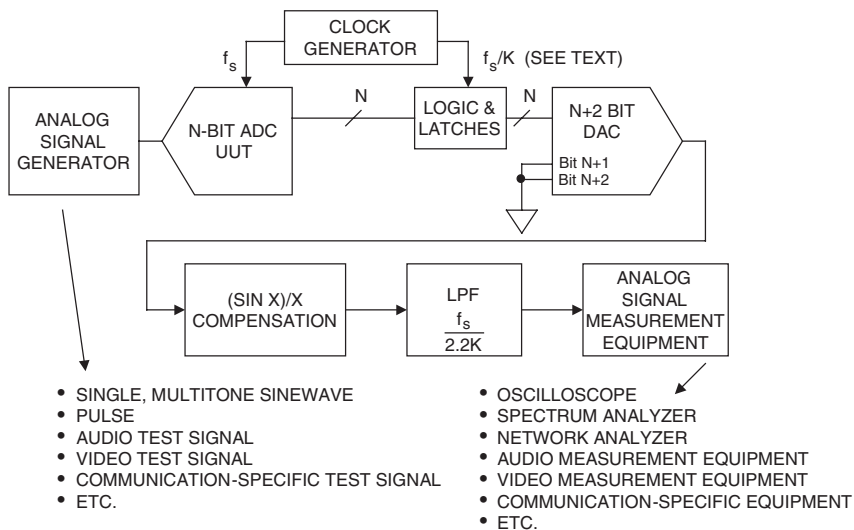 CLOCK
GENERATOR
fs
fs/K (SEE TEXT)
ANALOG
SIGNAL
GENERATOR
N-BIT ADC
UUT
N
LOGIC &
LATCHES
N
N+2 BIT
DAC
Bit N+1
Bit N+2
(SIN X)/X
COMPENSATION
LPF
fs
2.2K
ANALOG
SIGNAL
MEASUREMENT
EQUIPMENT
• SINGLE, MULTITONE SINEWAVE
• PULSE
• AUDIO TEST SIGNAL
• VIDEO TEST SIGNAL
• COMMUNICATION-SPECIFIC TEST SIGNAL
• ETC.
• OSCILLOSCOPE
• SPECTRUM ANALYZER
• NETWORK ANALYZER
• AUDIO MEASUREMENT EQUIPMENT
• VIDEO MEASUREMENT EQUIPMENT
• COMMUNICATION-SPECIFIC EQUIPMENT
• ETC.